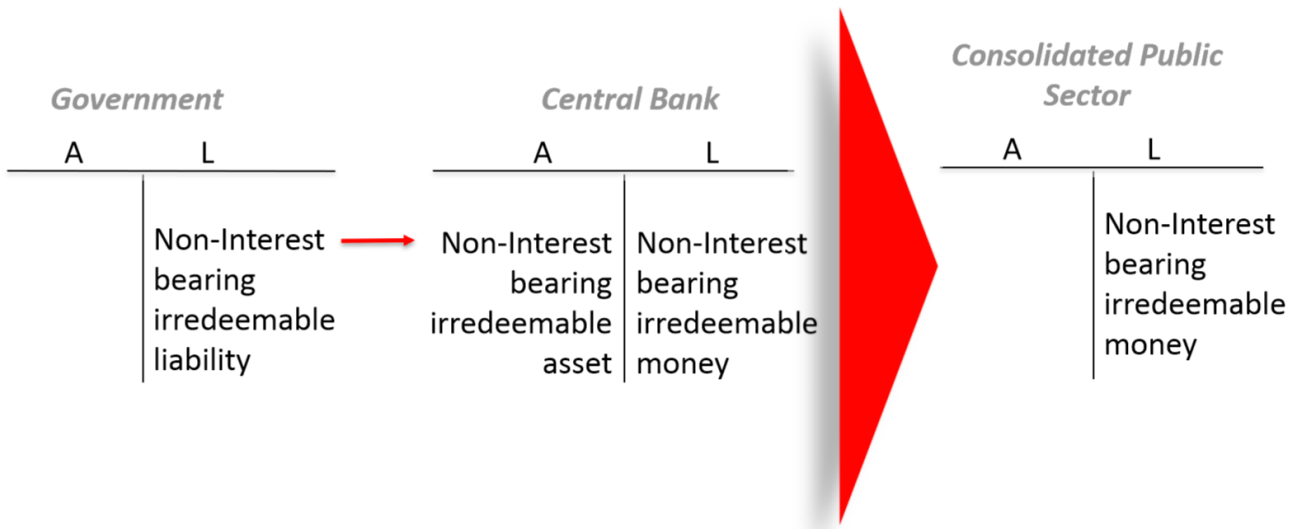 Government
A L
Non-Interest
bearing
irredeemable
liability
Central Bank
A L
Non-Interest
bearing
irredeemable
asset
Non-Interest
bearing
irredeemable
money
Consolidated Public
Sector
A L
Non-Interest
bearing
irredeemable
money